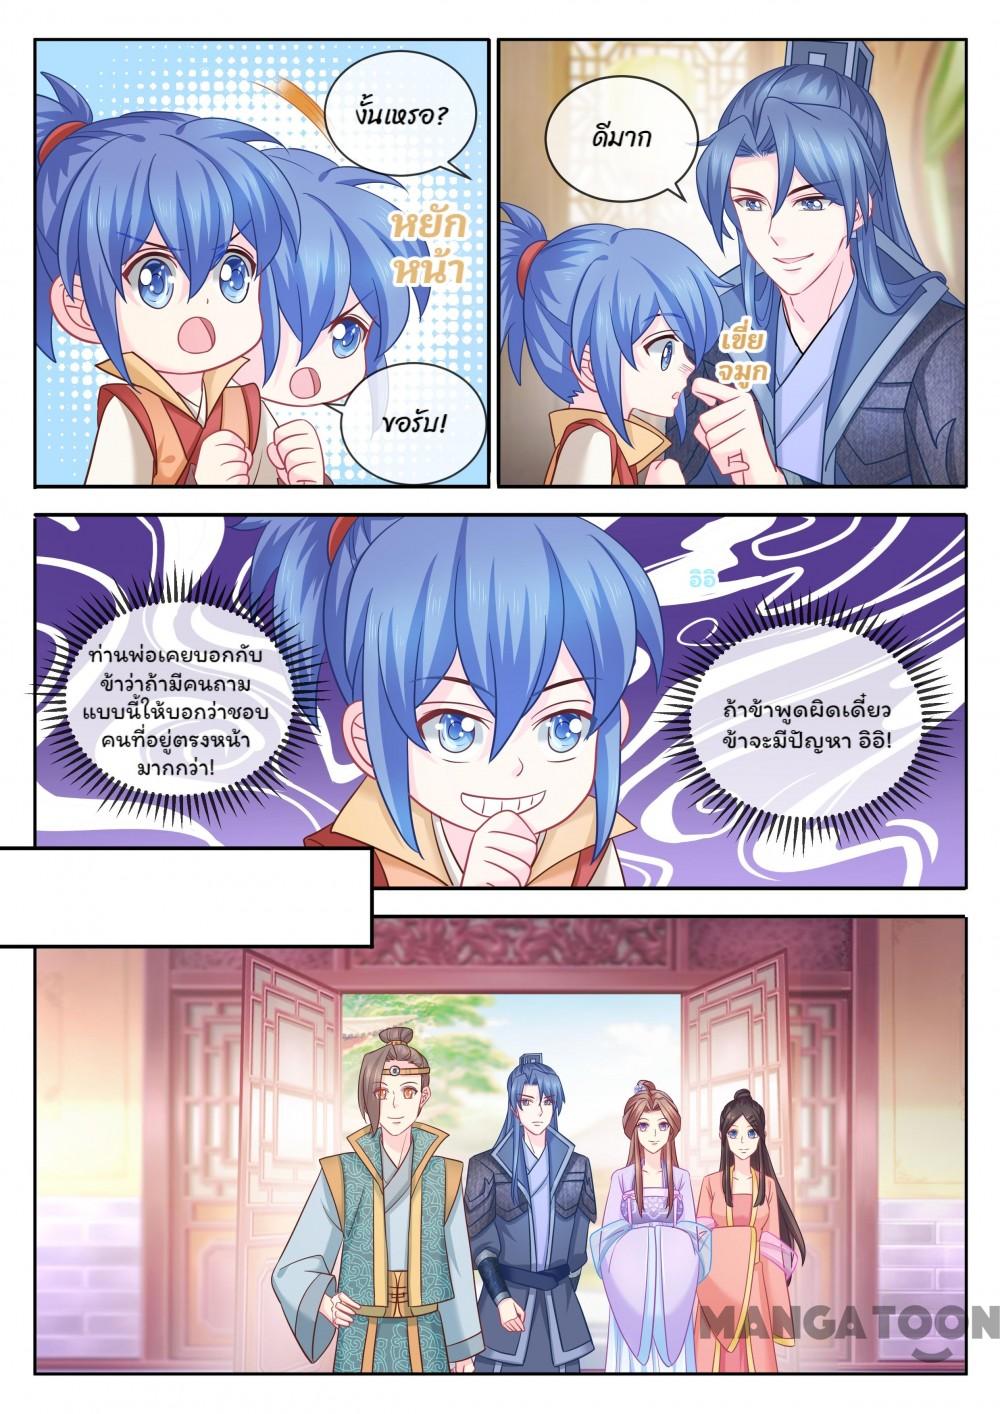 งั้นเหรอ?
หยัก
หน้า
ขอรับ!
ดีมาก
เขี่ย
จมูก
ท่านพ่อเคยบอกกับ
ข้าว่าถ้ามีคนถาม
แบบนี้ให้บอกว่าชอบ
คนที่อยู่ตรงหน้า
มากกว่า!
อิอิ
ถ้าข้าพูดผิดเดี๋ยว
ข้าจะมีปัญหา อิอิ!
MANGATOON